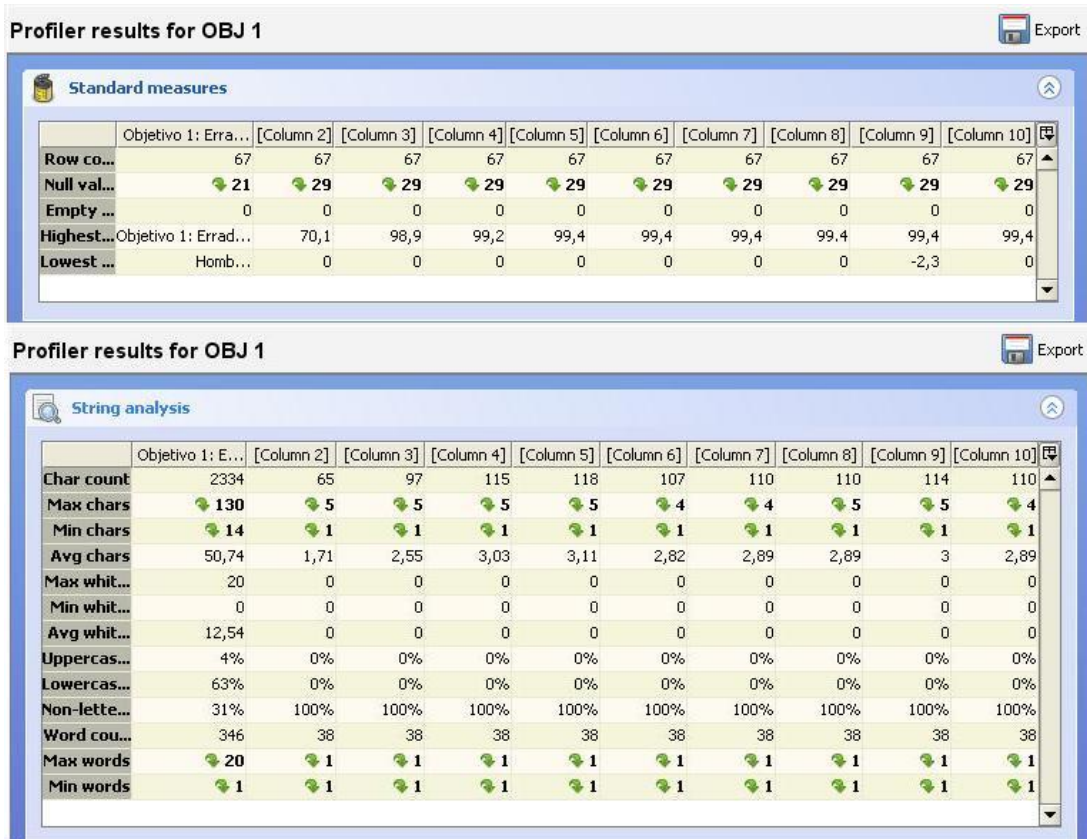 Profiler results for OBJ 1 Export
Standard measures
Objetivo 1: Erra... [Column 2] [Column 3] [Column 4] [Column 5] [Column 6] [Column 7] [Column 8] [Column 9] [Column 10]
Row co... 67 67 67 67 67 67 67 67 67 67
Null val... 21 29 29 29 29 29 29 29 29 29
Empty ... 0 0 0 0 0 0 0 0 0 0
Highest... Objetivo 1: Errad... 70,1 98,9 99,2 99,4 99,4 99,4 99.4 99,4 99,4
Lowest ... Homb... 0 0 0 0 0 0 0 -2,3 0
Profiler results for OBJ 1 Export
String analysis
Objetivo 1: E... [Column 2] [Column 3] [Column 4] [Column 5] [Column 6] [Column 7] [Column 8] [Column 9] [Column 10]
Char count 2334 65 97 115 118 107 110 110 114 110
Max chars 130 5 5 5 5 4 4 5 5 4
Min chars 14 1 1 1 1 1 1 1 1 1
Avg chars 50,74 1,71 2,55 3,03 3,11 2,82 2,89 2,89 3 2,89
Max whit... 20 0 0 0 0 0 0 0 0 0
Min whit... 0 0 0 0 0 0 0 0 0 0
Avg whit... 12,54 0 0 0 0 0 0 0 0 0
Uppercas... 4% 0% 0% 0% 0% 0% 0% 0% 0% 0%
Lowercas... 63% 0% 0% 0% 0% 0% 0% 0% 0% 0%
Non-lette... 31% 100% 100% 100% 100% 100% 100% 100% 100% 100%
Word cou... 346 38 38 38 38 38 38 38 38 38
Max words 20 1 1 1 1 1 1 1 1 1
Min words 1 1 1 1 1 1 1 1 1 1